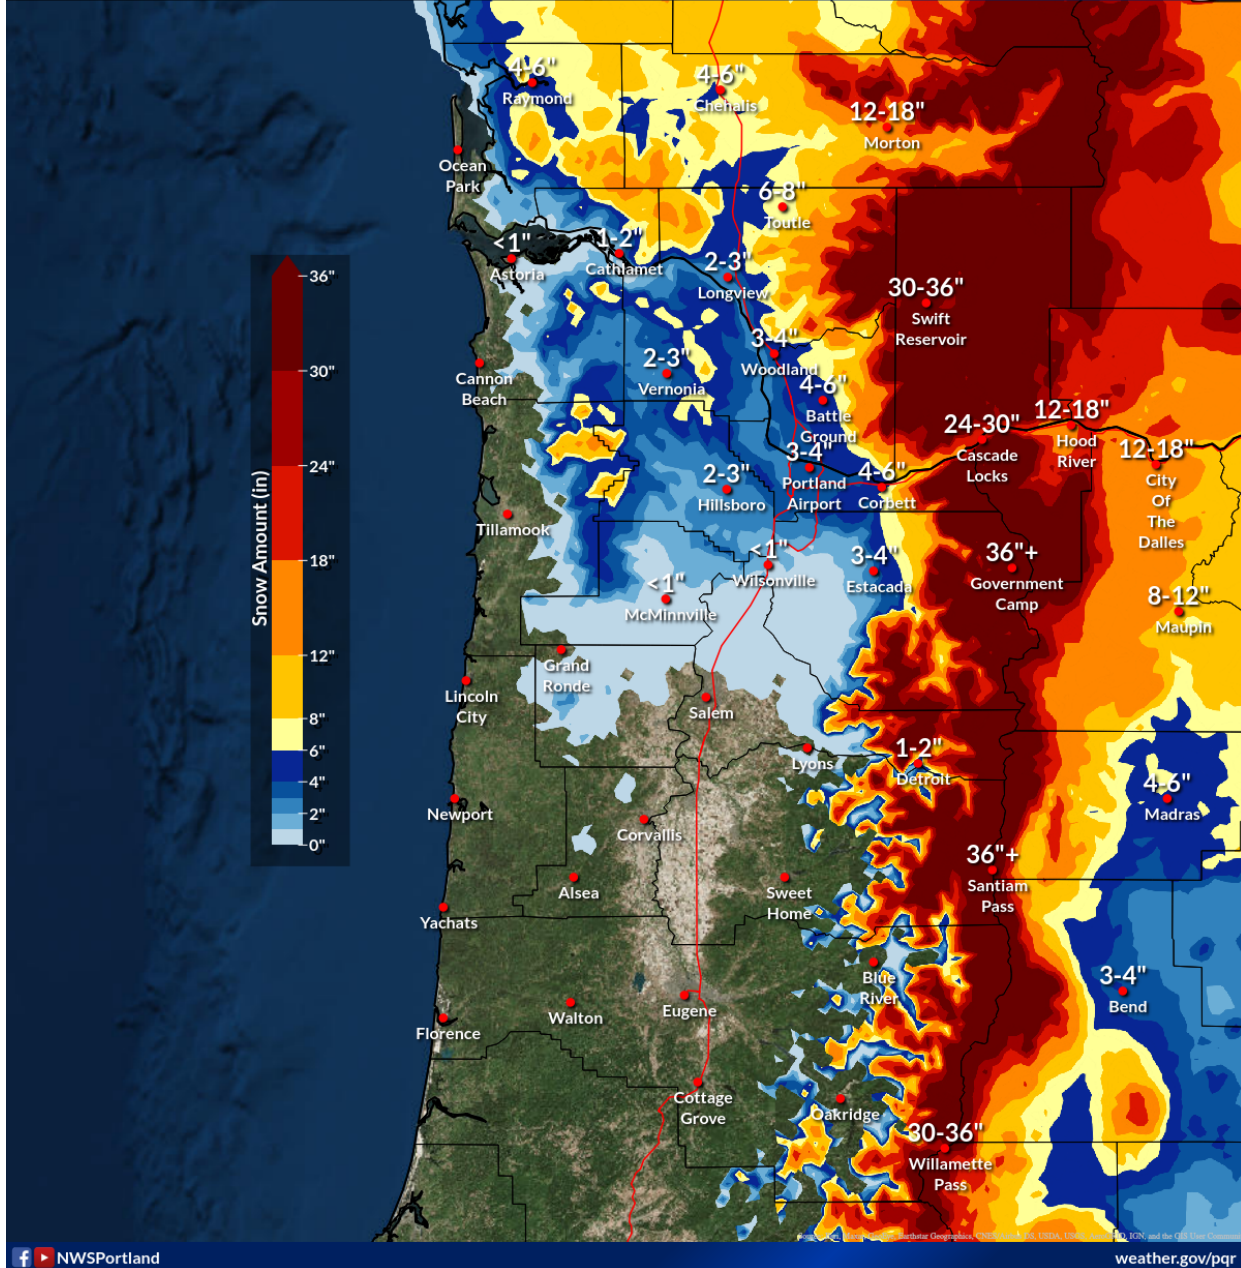 4-6"
Raymond
4-6"
Chehalis
12-18"
Morton
Ocean
Park
6-8"
Toutle
<1"
Astoria
1-2"
Cathlamet
2-3"
Longview
30-36"
Swift
Reservoir
3-4"
Woodland
Cannon
Beach
2-3"
Vernonia
4-6"
Battle
Ground
24-30"
Cascade
Locks
12-18"
Hood
River
12-18"
City
Of
The
Dalles
2-3"
Hillsboro
3-4"
Portland
Airport
4-6"
Corbett
Tillamook
<1"
Wilsonville
3-4"
Estacada
36"+
Government
Camp
<1"
McMinnville
8-12"
Maupin
Grand
Ronde
Lincoln
City
Salem
Lyons
1-2"
Detroit
4-6"
Madras
Newport
Corvallis
36"+
Santiam
Pass
Alsea
Sweet
Home
Yachats
Blue
River
3-4"
Bend
Walton
Eugene
Florence
Cottage
Grove
Oakridge
30-36"
Willamette
Pass
Snow Amount (in)
36"
30"
24"
18"
12"
8"
6"
4"
2"
0"
IGN, and the GIS User
NWSPortland
weather.gov/pqr